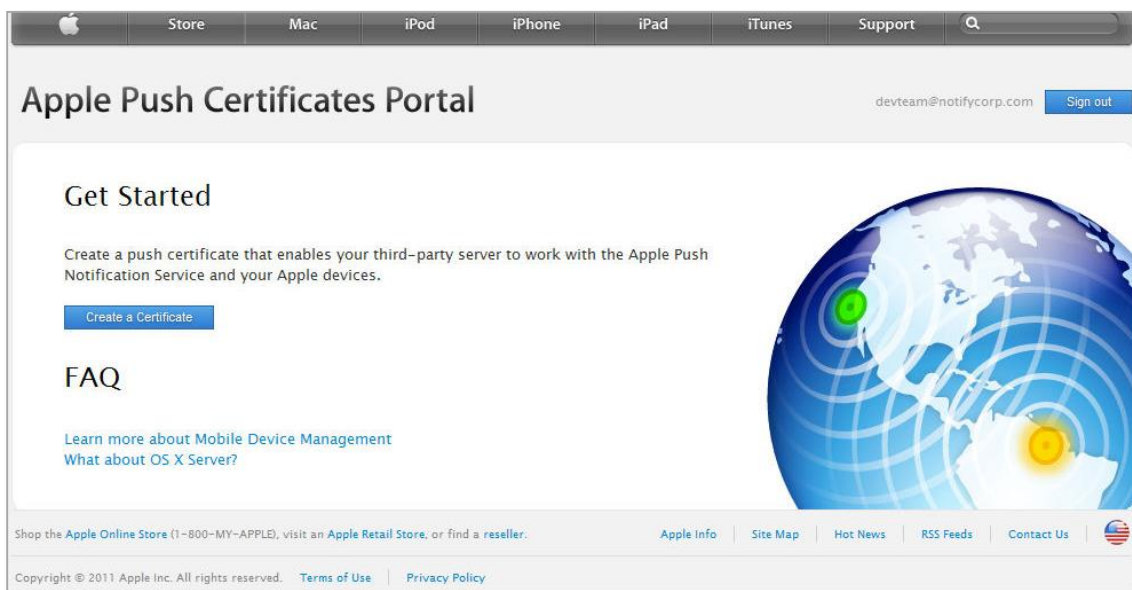 Store Mac iPod iPhone iPad iTunes Support
Apple Push Certificates Portal
devteam@notifycorp.com Sign out
Get Started
Create a push certificate that enables your third-party server to work with the Apple Push
Notification Service and your Apple devices.
Create a Certificate
FAQ
Learn more about Mobile Device Management
What about OS X Server?
Shop the Apple Online Store (1-800-MY-APPLE), visit an Apple Retail Store, or find a reseller. Apple Info Site Map Hot News RSS Feeds Contact Us
Copyright © 2011 Apple Inc. All rights reserved. Terms of Use Privacy Policy